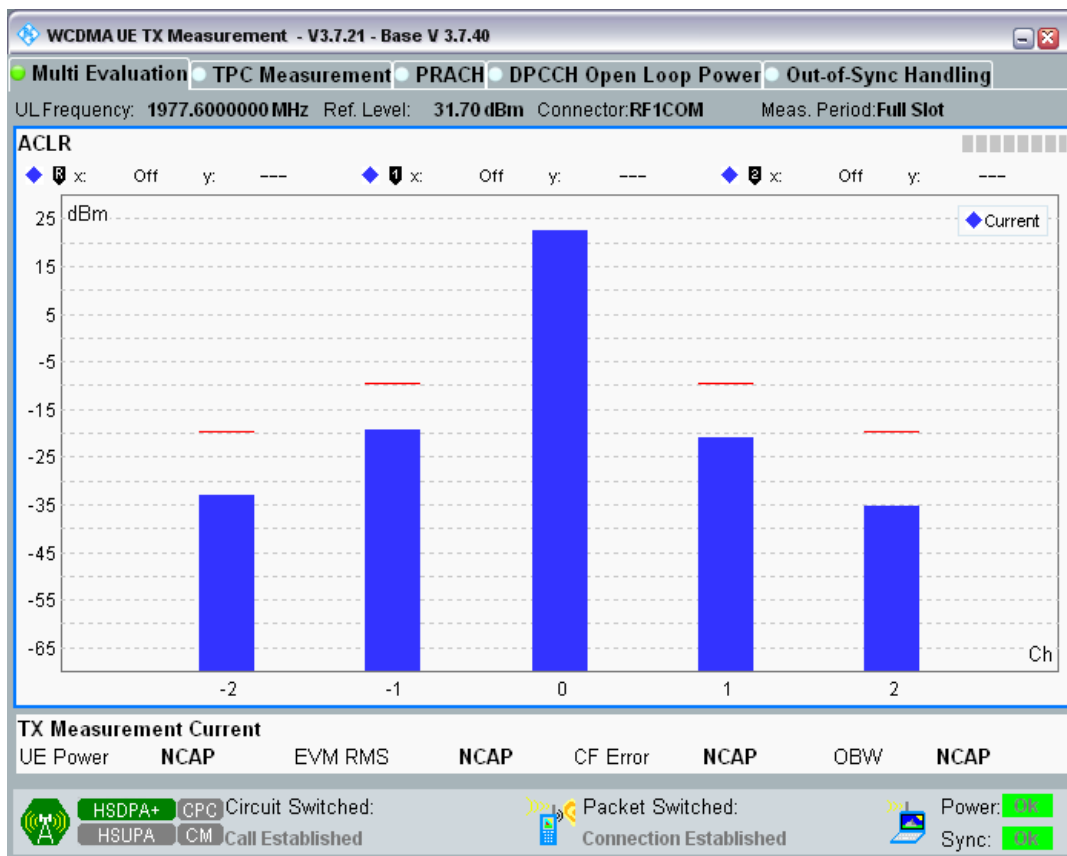 WCDMA UE TX Measurement - V3.7.21 - Base V 3.7.40
Multi Evaluation TPC Measurement PRACH DPCCH Open Loop Power Out-of-Sync Handling
UL Frequency: 1977.6000000 MHz Ref. Level: 31.70 dBm Connector:RF1COM Meas. Period:Full Slot
ACLR
R x: Off y: --- 1 x: Off y: --- 2 x: Off y: ---
dBm
Current
25
15
5
-5
-15
-25
-35
-45
-55
-65
Ch
-2 -1 0 1 2
TX Measurement Current
UE Power NCAP EVM RMS NCAP CF Error NCAP OBW NCAP
HSDPA+ CPC Circuit Switched: Packet Switched: Power: Ok
HSUPA CM Call Established Connection Established Sync: Ok